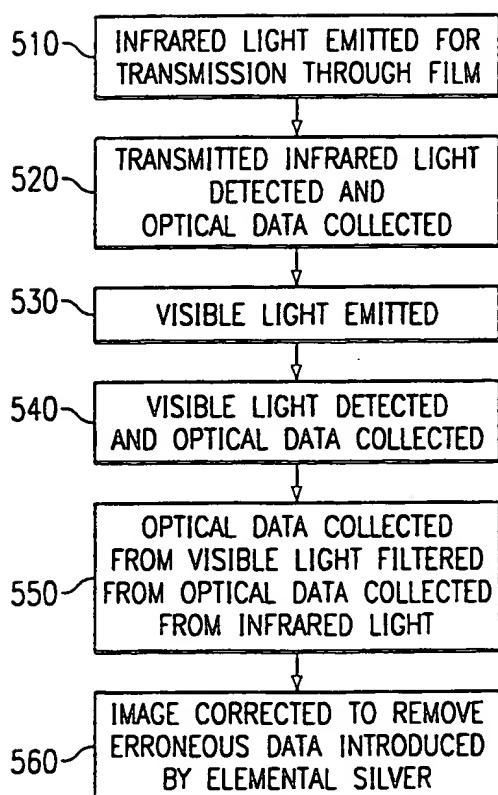 510
INFRARED LIGHT EMITTED FOR
TRANSMISSION THROUGH FILM
520
TRANSMITTED INFRARED LIGHT
DETECTED AND
OPTICAL DATA COLLECTED
530
VISIBLE LIGHT EMITTED
540
VISIBLE LIGHT DETECTED
AND OPTICAL DATA COLLECTED
550
OPTICAL DATA COLLECTED
FROM VISIBLE LIGHT FILTERED
FROM OPTICAL DATA COLLECTED
FROM INFRARED LIGHT
560
IMAGE CORRECTED TO REMOVE
ERRONEOUS DATA INTRODUCED
BY ELEMENTAL SILVER